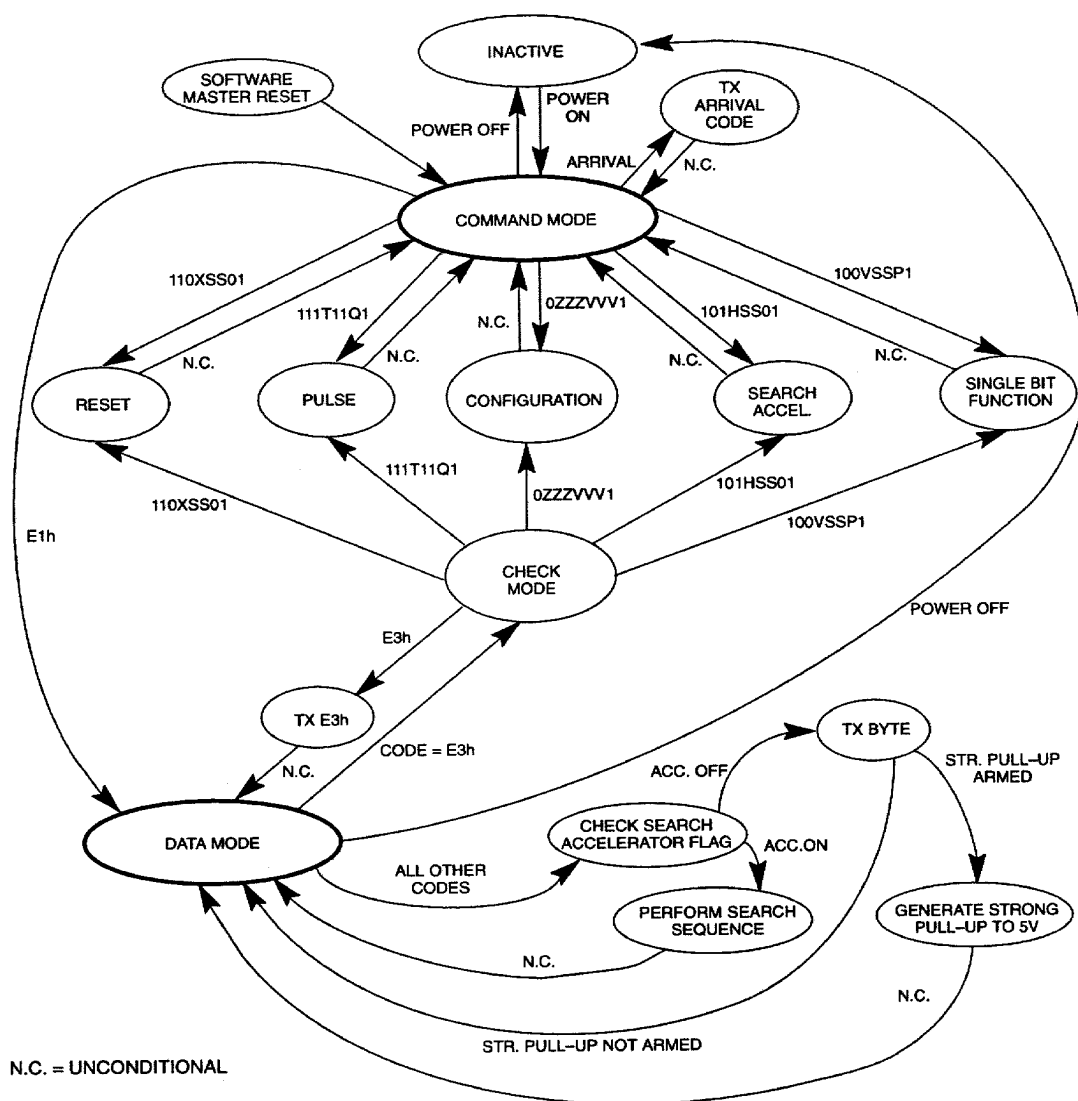 INACTIVE
SOFTWARE
MASTER RESET
TX
ARRIVAL
CODE
POWER
ON
POWER OFF
ARRIVAL
N.C.
COMMAND MODE
110XSS01
111T11Q1
0ZZZVVV1
101HSS01
100VSSP1
N.C.
N.C.
N.C.
N.C.
N.C.
RESET
PULSE
CONFIGURATION
SEARCH
ACCEL.
SINGLE BIT
FUNCTION
110XSS01
111T11Q1
0ZZZVVV1
101HSS01
100VSSP1
E1h
CHECK
MODE
POWER OFF
E3h
TX E3h
CODE = E3h
N.C.
TX BYTE
ACC. OFF
STR. PULL–UP
ARMED
DATA MODE
CHECK SEARCH
ACCELERATOR FLAG
ACC.ON
ALL OTHER
CODES
PERFORM SEARCH
SEQUENCE
GENERATE STRONG
PULL–UP TO 5V
N.C.
N.C.
STR. PULL–UP NOT ARMED
N.C. = UNCONDITIONAL